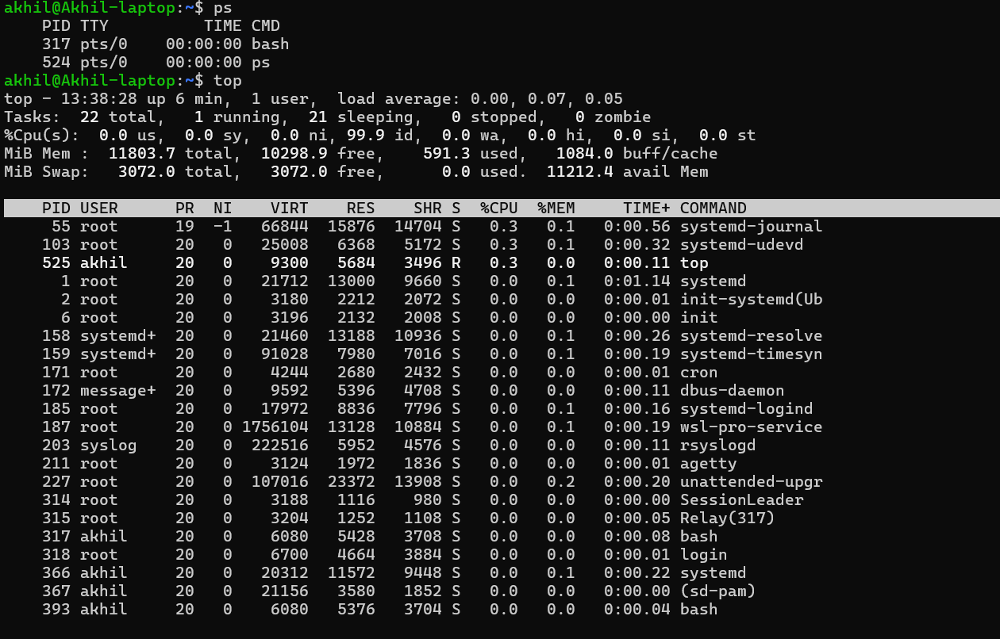 akhil@Akhil-laptop:~$ ps
    PID TTY          TIME CMD
    317 pts/0    00:00:00 bash
    524 pts/0    00:00:00 ps
akhil@Akhil-laptop:~$ top
top - 13:38:28 up 6 min,  1 user,  load average: 0.00, 0.07, 0.05
Tasks:  22 total,   1 running,  21 sleeping,   0 stopped,   0 zombie
%Cpu(s):  0.0 us,  0.0 sy,  0.0 ni, 99.9 id,  0.0 wa,  0.0 hi,  0.0 si,  0.0 st
MiB Mem :  11803.7 total,  10298.9 free,    591.3 used,   1084.0 buff/cache
MiB Swap:   3072.0 total,   3072.0 free,      0.0 used.  11212.4 avail Mem
    PID USER      PR  NI    VIRT    RES    SHR S  %CPU  %MEM     TIME+ COMMAND
     55 root      19  -1   66844  15876  14704 S   0.3   0.1   0:00.56 systemd-journal
    103 root      20   0   25008   6368   5172 S   0.3   0.1   0:00.32 systemd-udevd
    525 akhil     20   0    9300   5684   3496 R   0.3   0.0   0:00.11 top
      1 root      20   0   21712  13000   9660 S   0.0   0.1   0:01.14 systemd
      2 root      20   0    3180   2212   2072 S   0.0   0.0   0:00.01 init-systemd(Ub
      6 root      20   0    3196   2132   2008 S   0.0   0.0   0:00.00 init
    158 systemd+  20   0   21460  13188  10936 S   0.0   0.1   0:00.26 systemd-resolve
    159 systemd+  20   0   91028   7980   7016 S   0.0   0.1   0:00.19 systemd-timesyn
    171 root      20   0    4244   2680   2432 S   0.0   0.0   0:00.01 cron
    172 message+  20   0    9592   5396   4708 S   0.0   0.0   0:00.11 dbus-daemon
    185 root      20   0   17972   8836   7796 S   0.0   0.1   0:00.16 systemd-logind
    187 root      20   0 1756104  13128  10884 S   0.0   0.1   0:00.19 wsl-pro-service
    203 syslog    20   0  222516   5952   4576 S   0.0   0.0   0:00.11 rsyslogd
    211 root      20   0    3124   1972   1836 S   0.0   0.0   0:00.01 agetty
    227 root      20   0  107016  23372  13908 S   0.0   0.2   0:00.20 unattended-upgr
    314 root      20   0    3188   1116    980 S   0.0   0.0   0:00.00 SessionLeader
    315 root      20   0    3204   1252   1108 S   0.0   0.0   0:00.05 Relay(317)
    317 akhil     20   0    6080   5428   3708 S   0.0   0.0   0:00.08 bash
    318 root      20   0    6700   4664   3884 S   0.0   0.0   0:00.01 login
    366 akhil     20   0   20312  11572   9448 S   0.0   0.1   0:00.22 systemd
    367 akhil     20   0   21156   3580   1852 S   0.0   0.0   0:00.00 (sd-pam)
    393 akhil     20   0    6080   5376   3704 S   0.0   0.0   0:00.04 bash